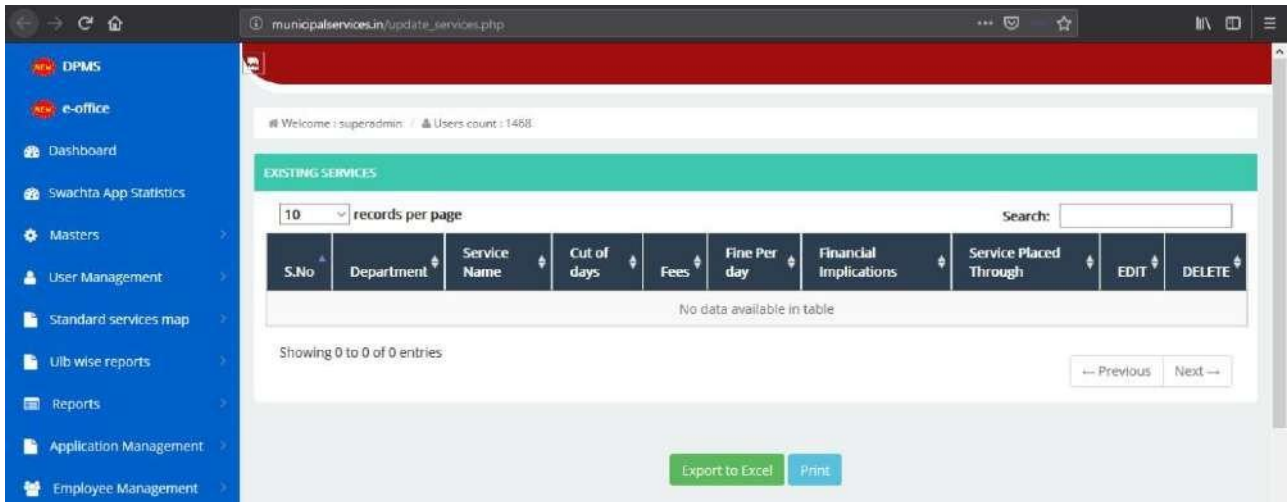 municipalservices.in/update_services.php
NEW DPMS
NEW e-office
Dashboard
Swachta App Statistics
Masters
User Management
Standard services map
Ulb wise reports
Reports
Application Management
Employee Management
Welcome : superadmin / Users count : 1468
EXISTING SERVICES
10 records per page Search:
S.No Department Service Name Cut of days Fees Fine Per day Financial Implications Service Placed Through EDIT DELETE
No data available in table
Showing 0 to 0 of 0 entries
← Previous Next →
Export to Excel Print